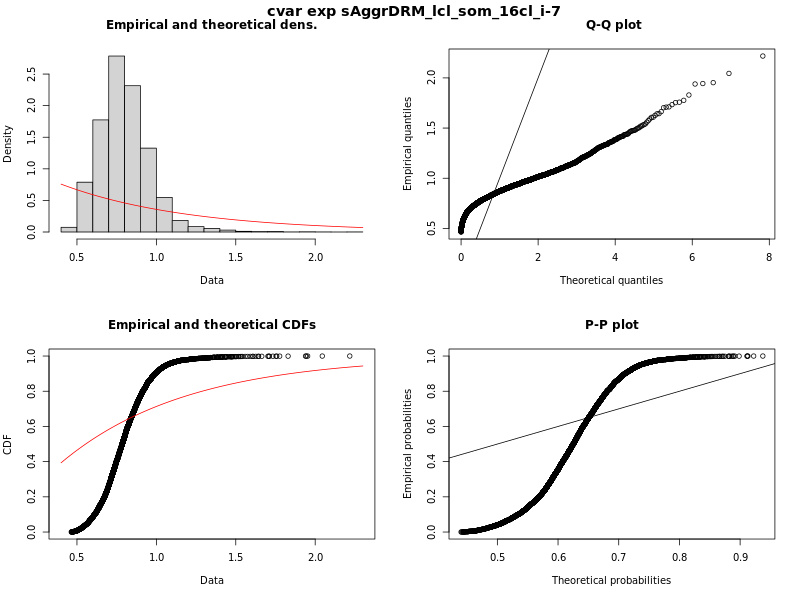 cvar exp sAggrDRM_lcl_som_16cl_i-7
Empirical and theoretical dens.
Density
0.0 0.5 1.0 1.5 2.0 2.5
0.5 1.0 1.5 2.0
Data
Q-Q plot
Empirical quantiles
0.5 1.0 1.5 2.0
0 2 4 6 8
Theoretical quantiles
Empirical and theoretical CDFs
CDF
0.0 0.2 0.4 0.6 0.8 1.0
0.5 1.0 1.5 2.0
Data
P-P plot
Empirical probabilities
0.0 0.2 0.4 0.6 0.8 1.0
0.5 0.6 0.7 0.8 0.9
Theoretical probabilities